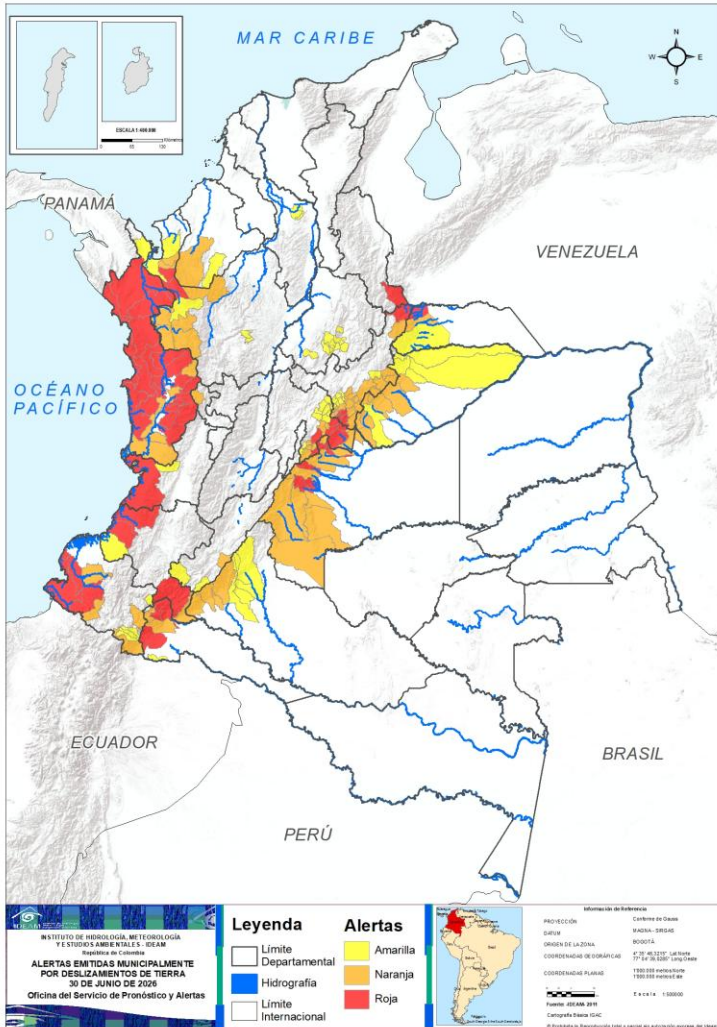 MAR CARIBE
N
W
E
S
ESCALA 1:400.000
PANAMÁ
VENEZUELA
OCÉANO
PACÍFICO
ECUADOR
BRASIL
PERÚ
IDEAM
INSTITUTO DE HIDROLOGÍA, METEOROLOGÍA
Y ESTUDIOS AMBIENTALES - IDEAM
República de Colombia
ALERTAS EMITIDAS MUNICIPALMENTE
POR DESLIZAMIENTOS DE TIERRA
30 DE JUNIO DE 2026
Oficina del Servicio de Pronóstico y Alertas
Leyenda
Límite
Departamental
Hidrografía
Límite
Internacional
Alertas
Amarilla
Naranja
Roja
Información de Referencia
PROYECCIÓN
Conforme de Gauss
DATUM
MAGNA-SIRGAS
ORIGEN DE LA ZONA
BOGOTÁ
COORDENADAS GEOGRÁFICAS
COORDENADAS PLANAS
Escala
Cartografía Básica IGAC